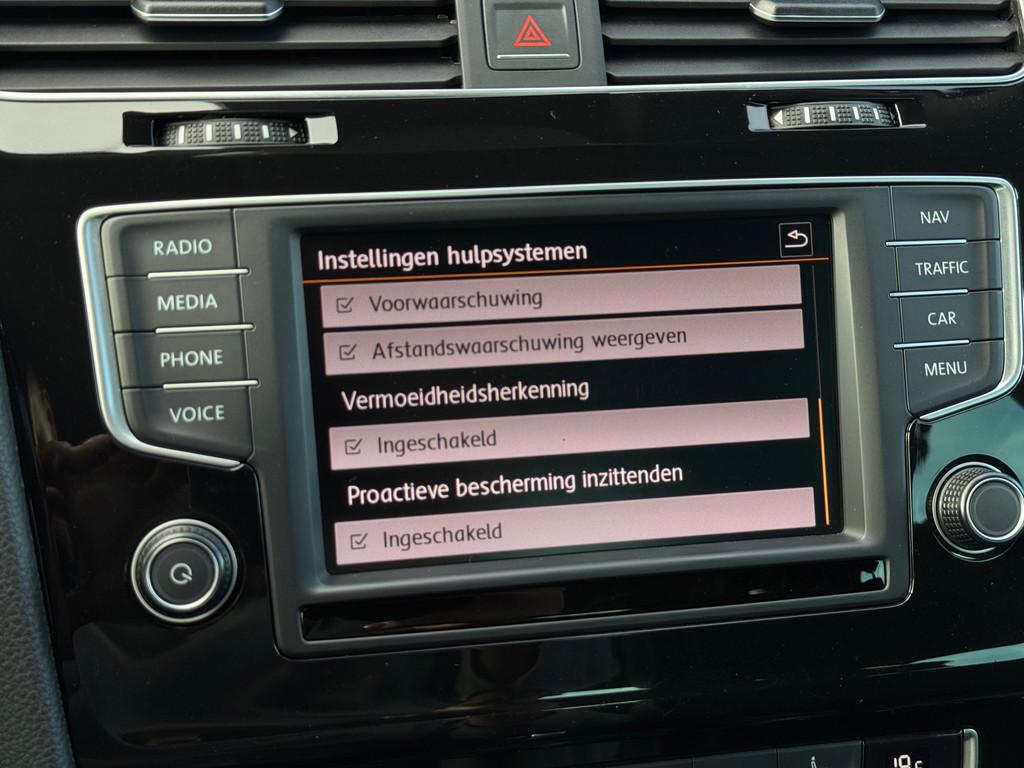 RADIO
MEDIA
PHONE
VOICE
Instellingen hulpsystemen
Voorwaarschuwing
Afstandswaarschuwing weergeven
Vermoeidheidsherkenning
Ingeschakeld
Proactieve bescherming inzittenden
Ingeschakeld
NAV
TRAFFIC
CAR
MENU